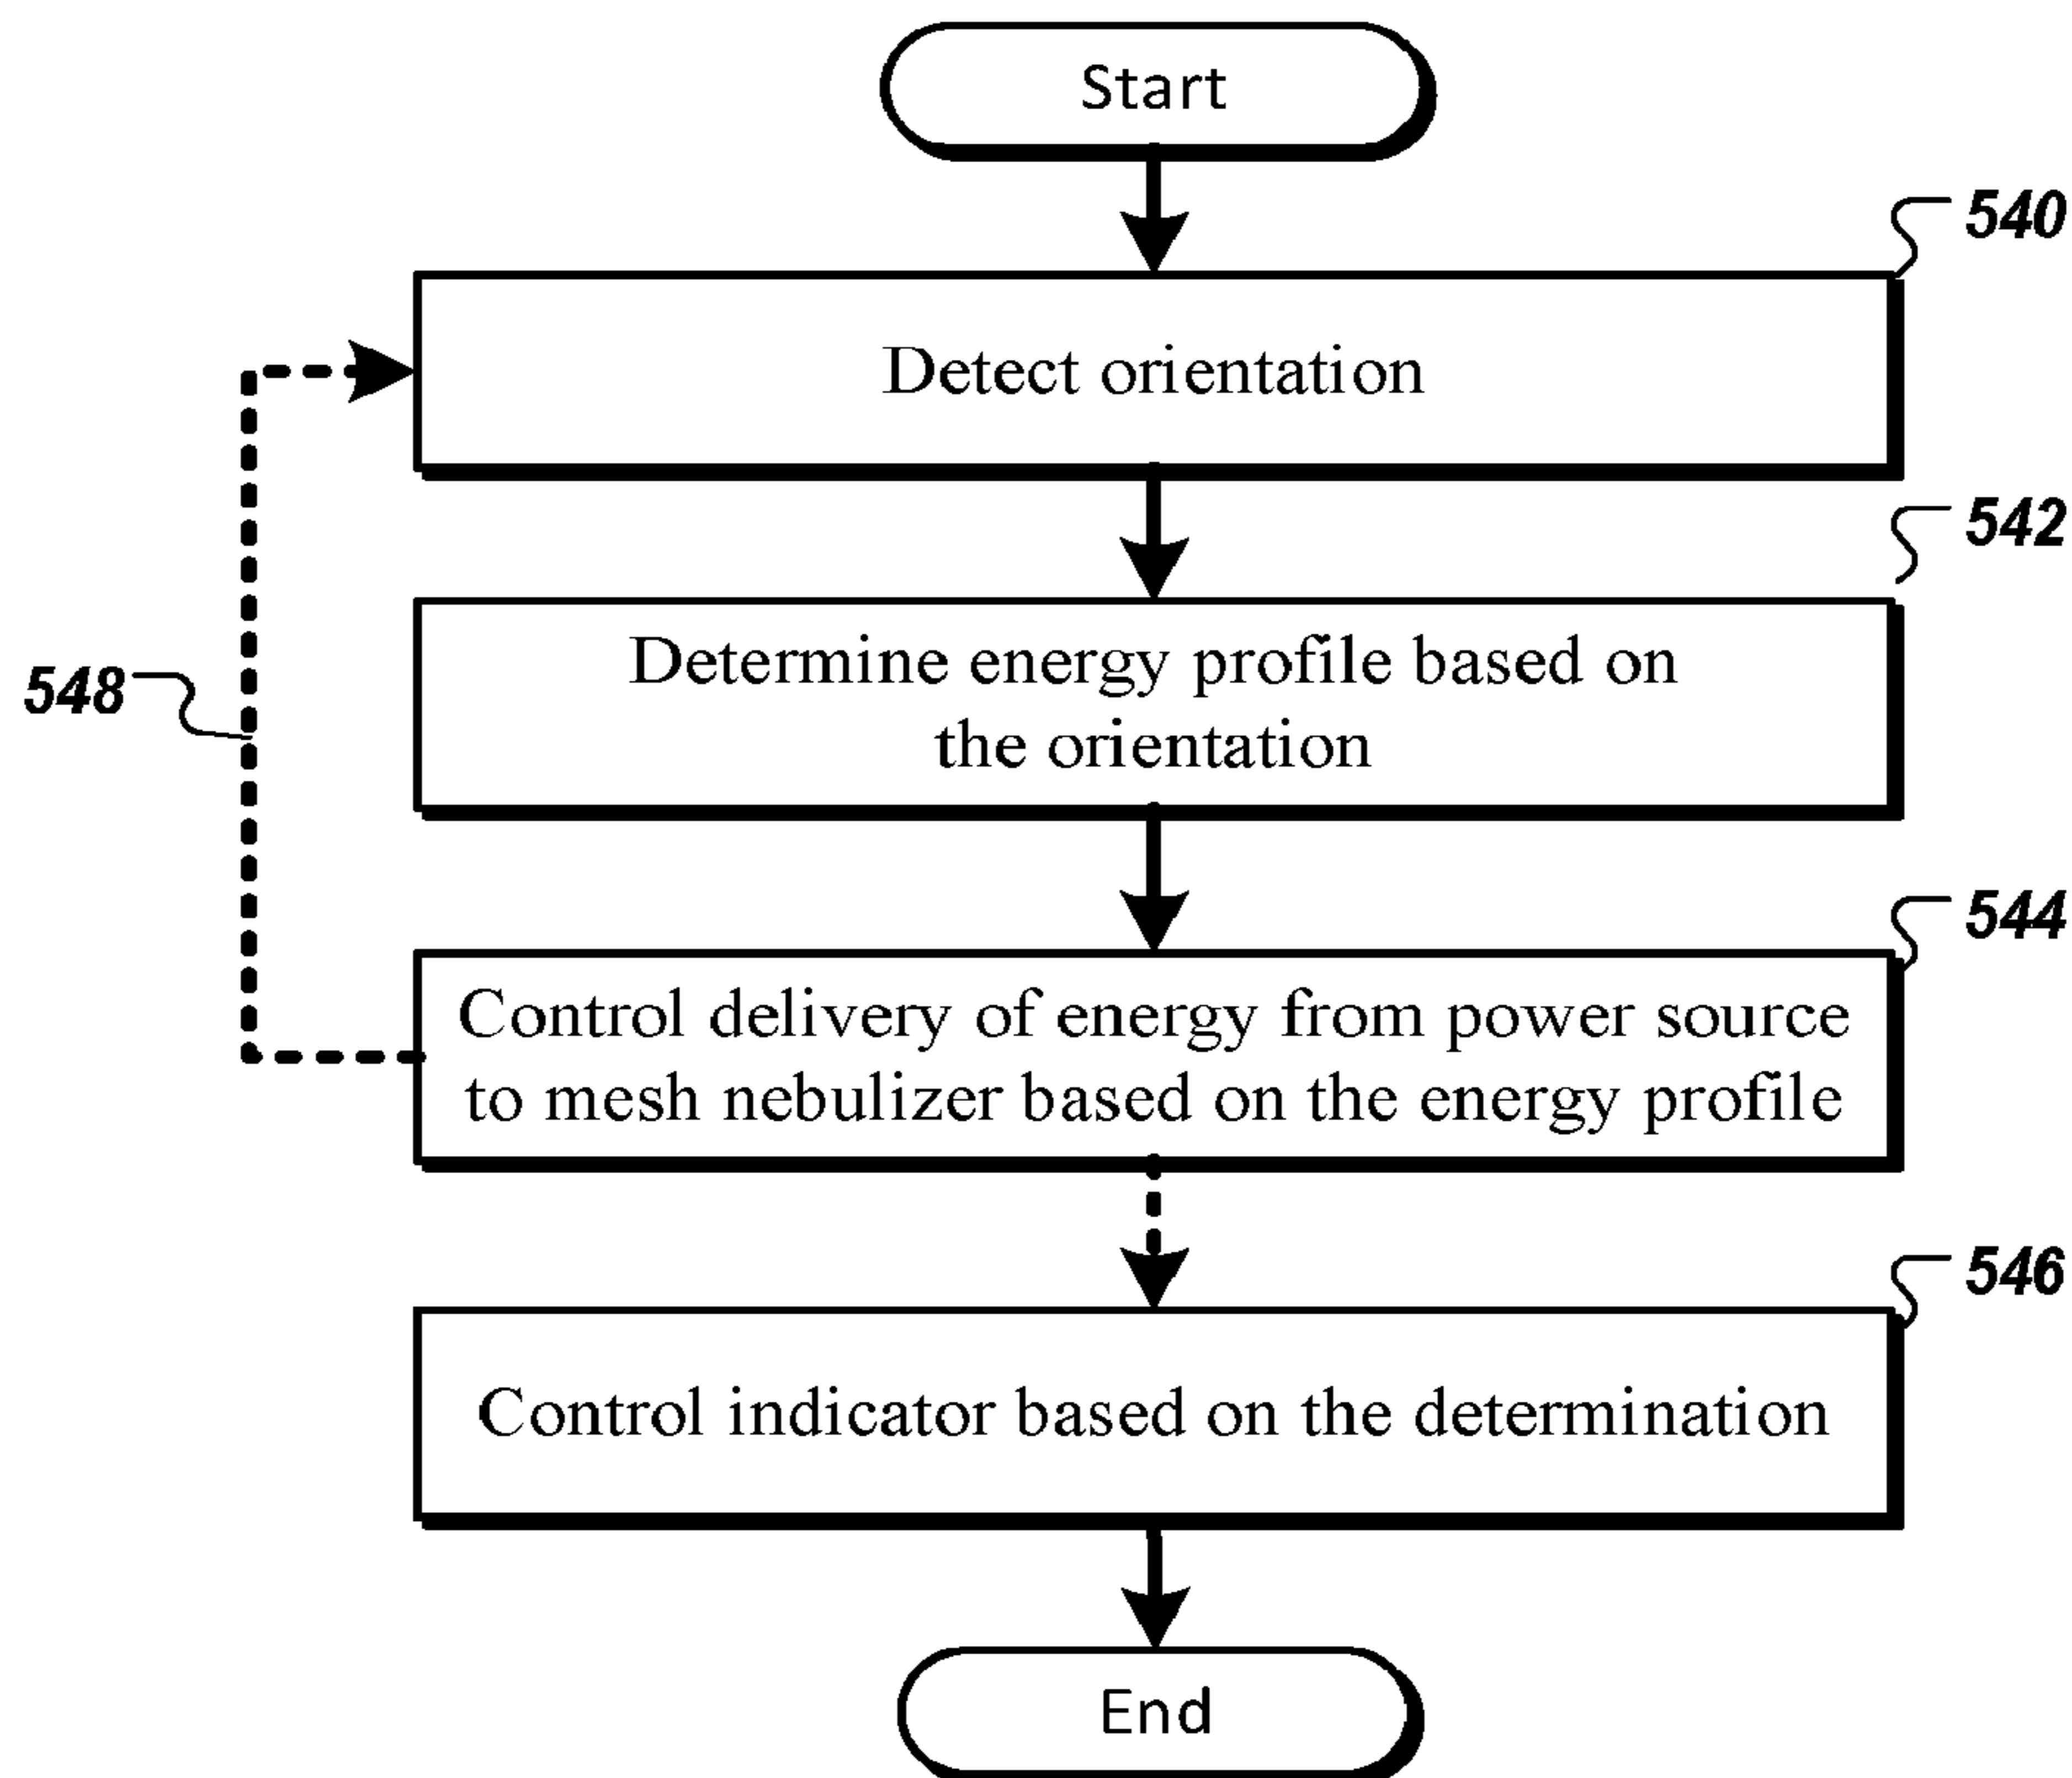 Start
540
Detect orientation
542
Determine energy profile based on
the orientation
548
544
Control delivery of energy from power source
to mesh nebulizer based on the energy profile
546
Control indicator based on the determination
End